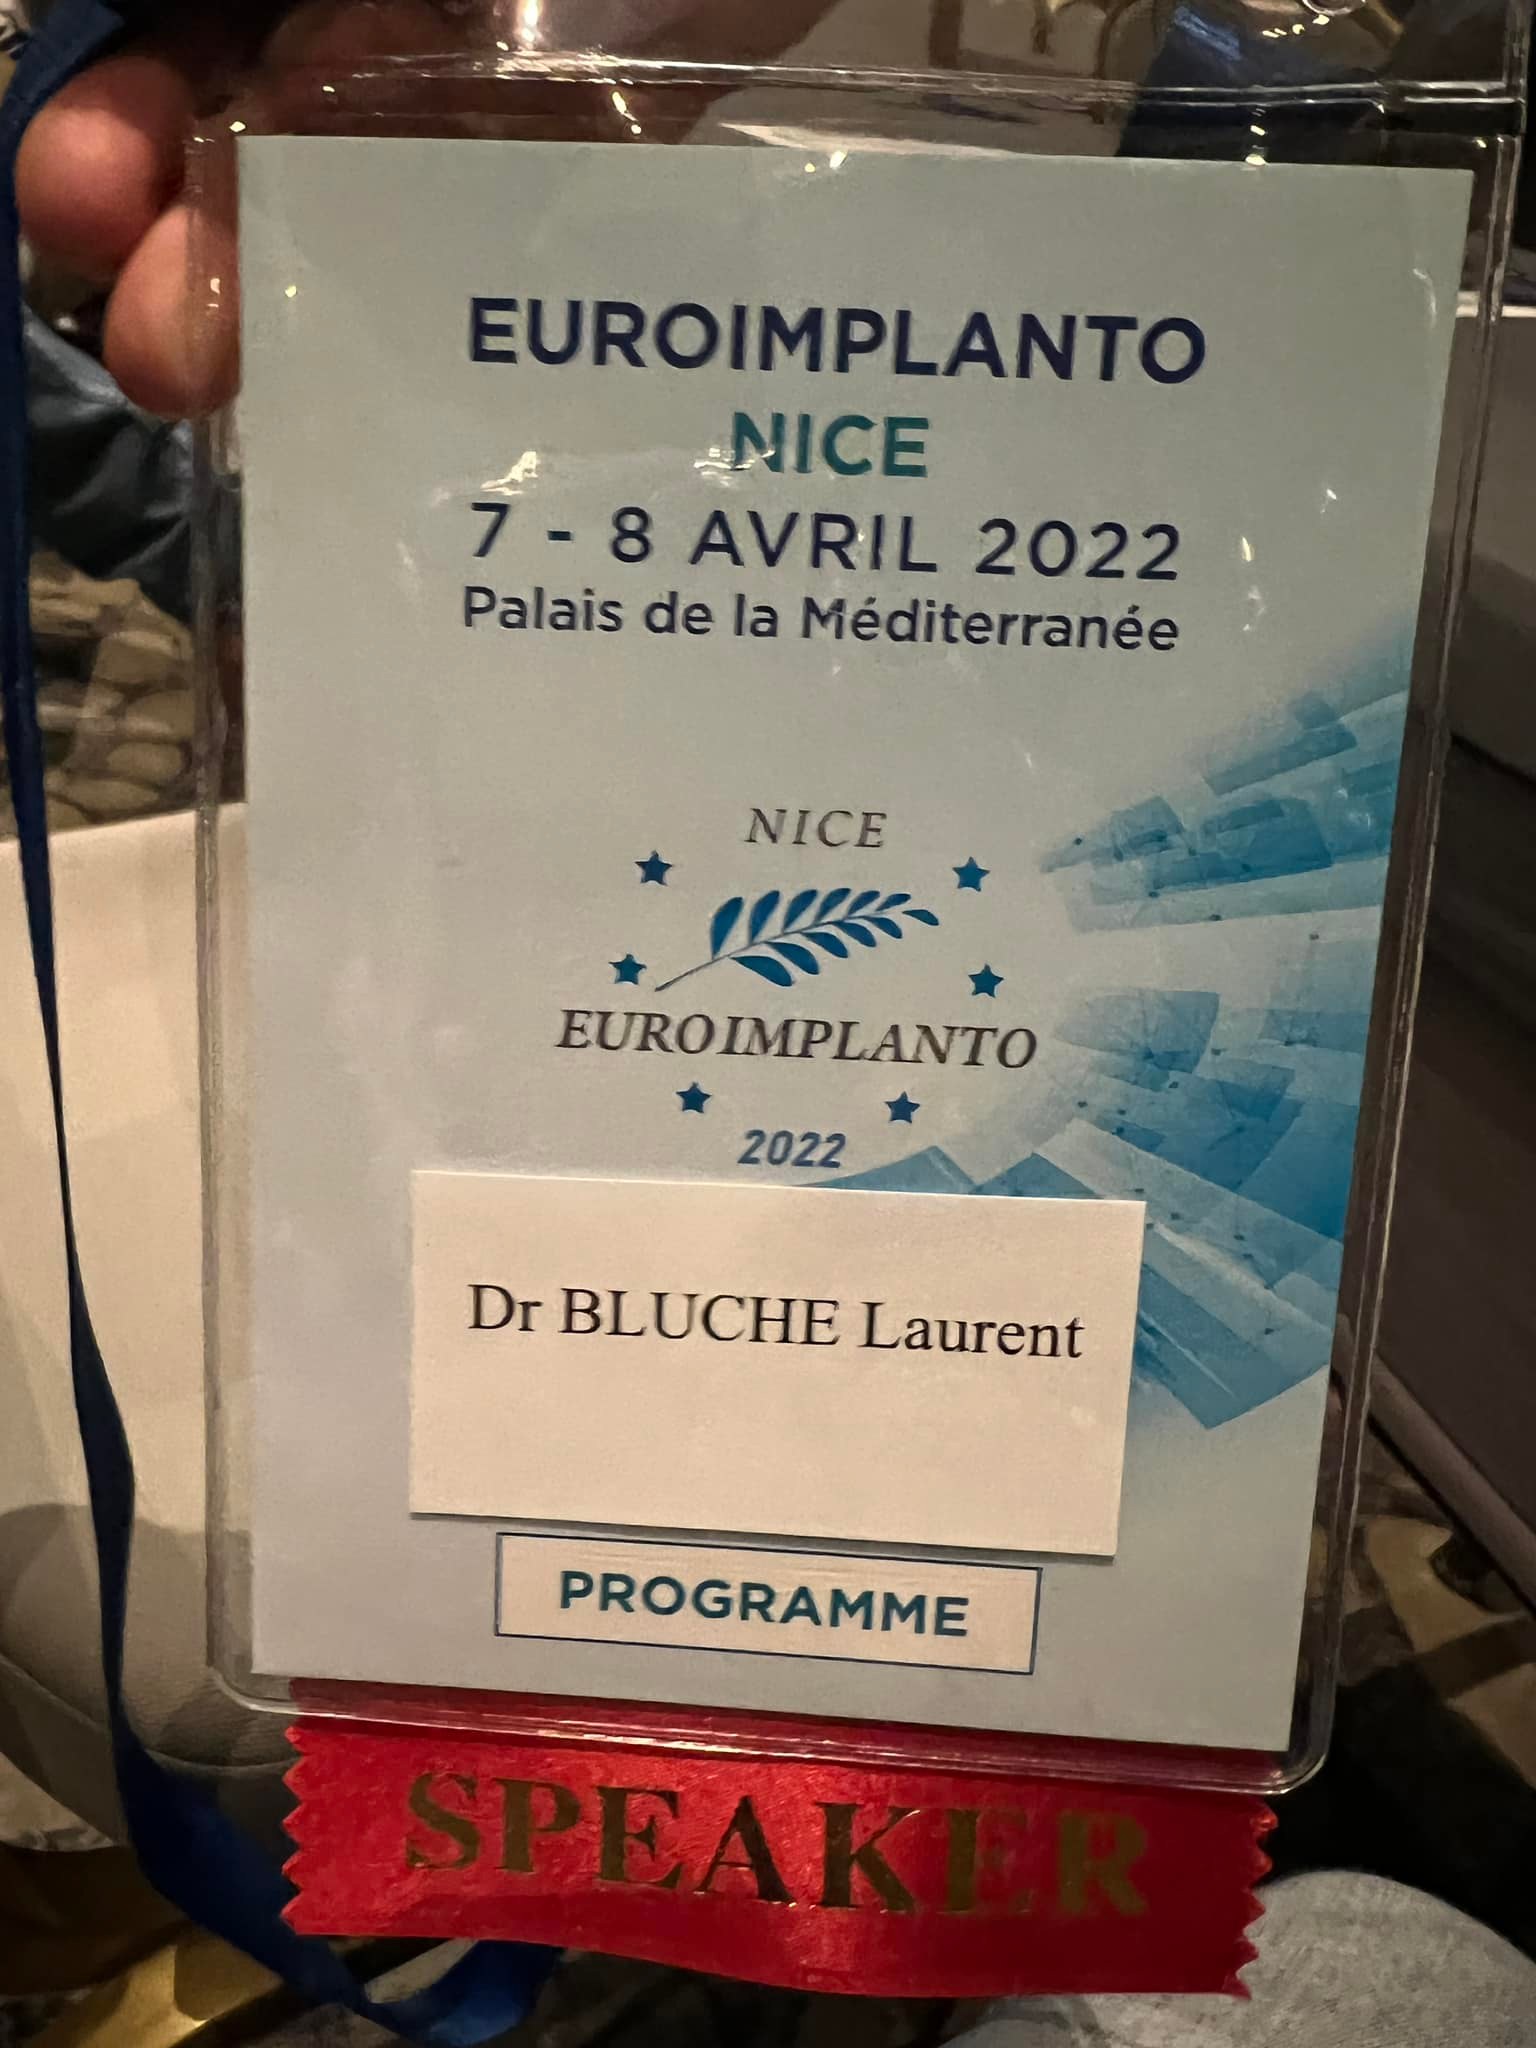 EUROIMPLANTO
NICE
7 - 8 AVRIL 2022
Palais de la Méditerranée
NICE
EUROIMPLANTO
2022
Dr BLUCHE Laurent
PROGRAMME
SPEAKER